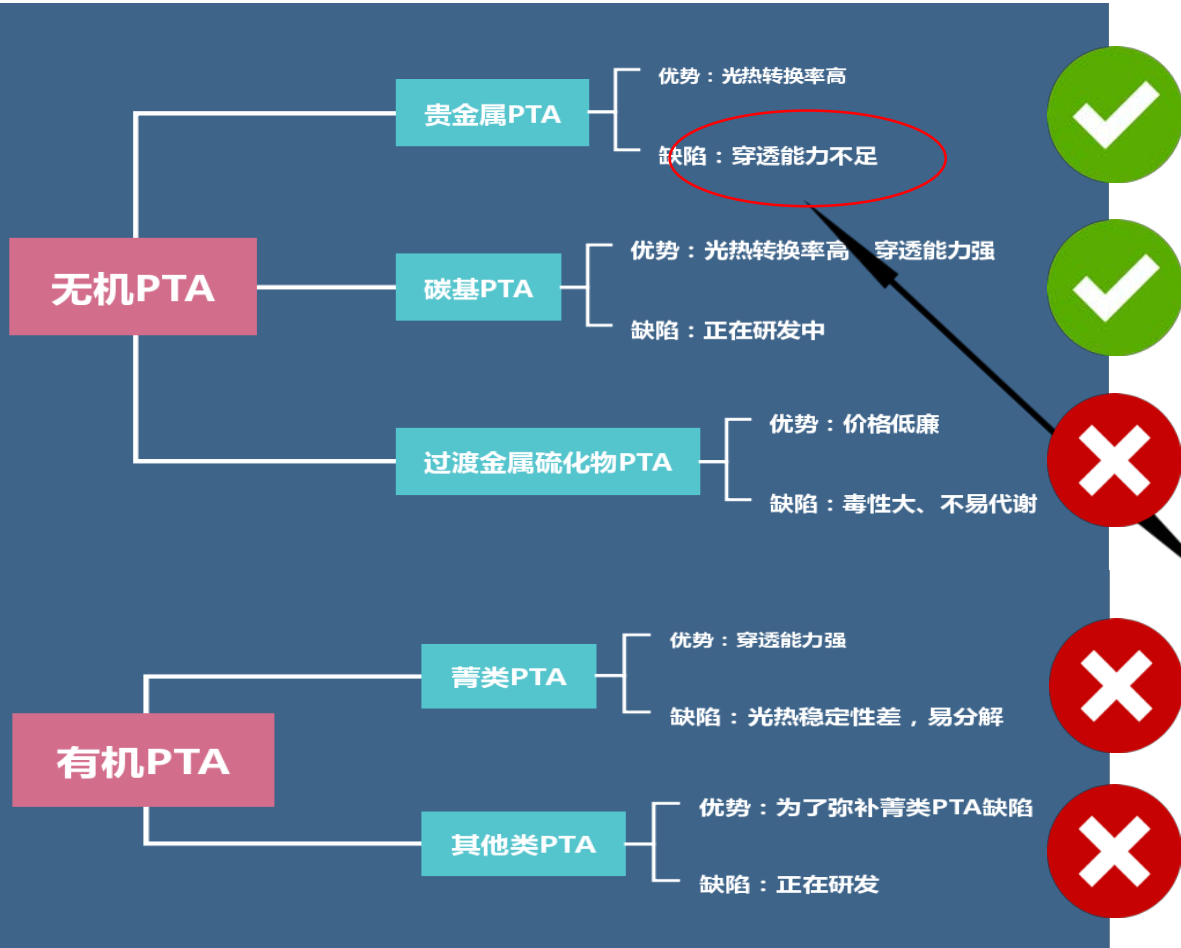 无机PTA
贵金属PTA
优势：光热转换率高
缺陷：穿透能力不足
碳基PTA
优势：光热转换率高 穿透能力强
缺陷：正在研发中
过渡金属硫化物PTA
优势：价格低廉
缺陷：毒性大、不易代谢
有机PTA
菁类PTA
优势：穿透能力强
缺陷：光热稳定性差，易分解
其他类PTA
优势：为了弥补菁类PTA缺陷
缺陷：正在研发